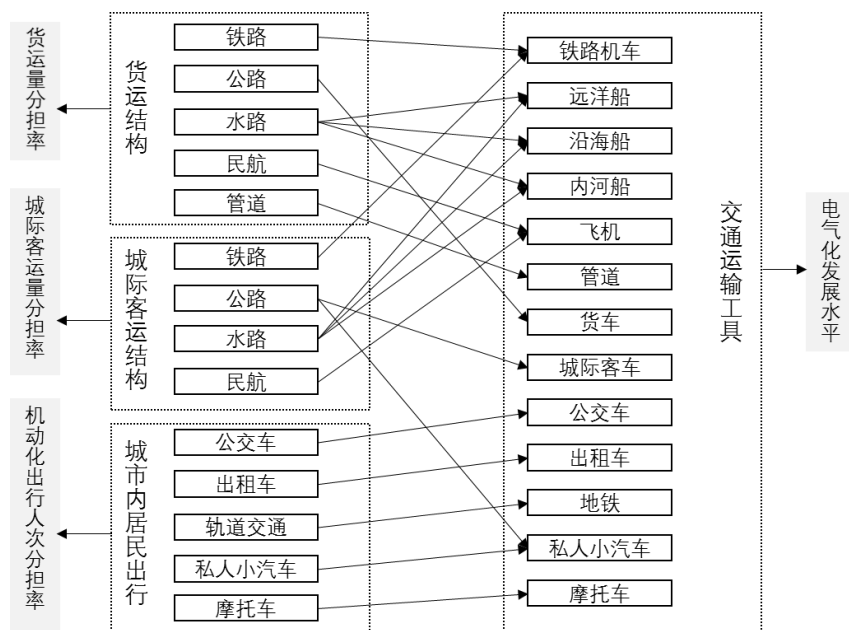 货运量分担率
货运结构
铁路
公路
水路
民航
管道
城际客运量分担率
城际客运结构
铁路
公路
水路
民航
机动化出行人次分担率
城市内居民出行
公交车
出租车
轨道交通
私人小汽车
摩托车
铁路机车
远洋船
沿海船
内河船
飞机
管道
货车
城际客车
公交车
出租车
地铁
私人小汽车
摩托车
交通运输工具
电气化发展水平